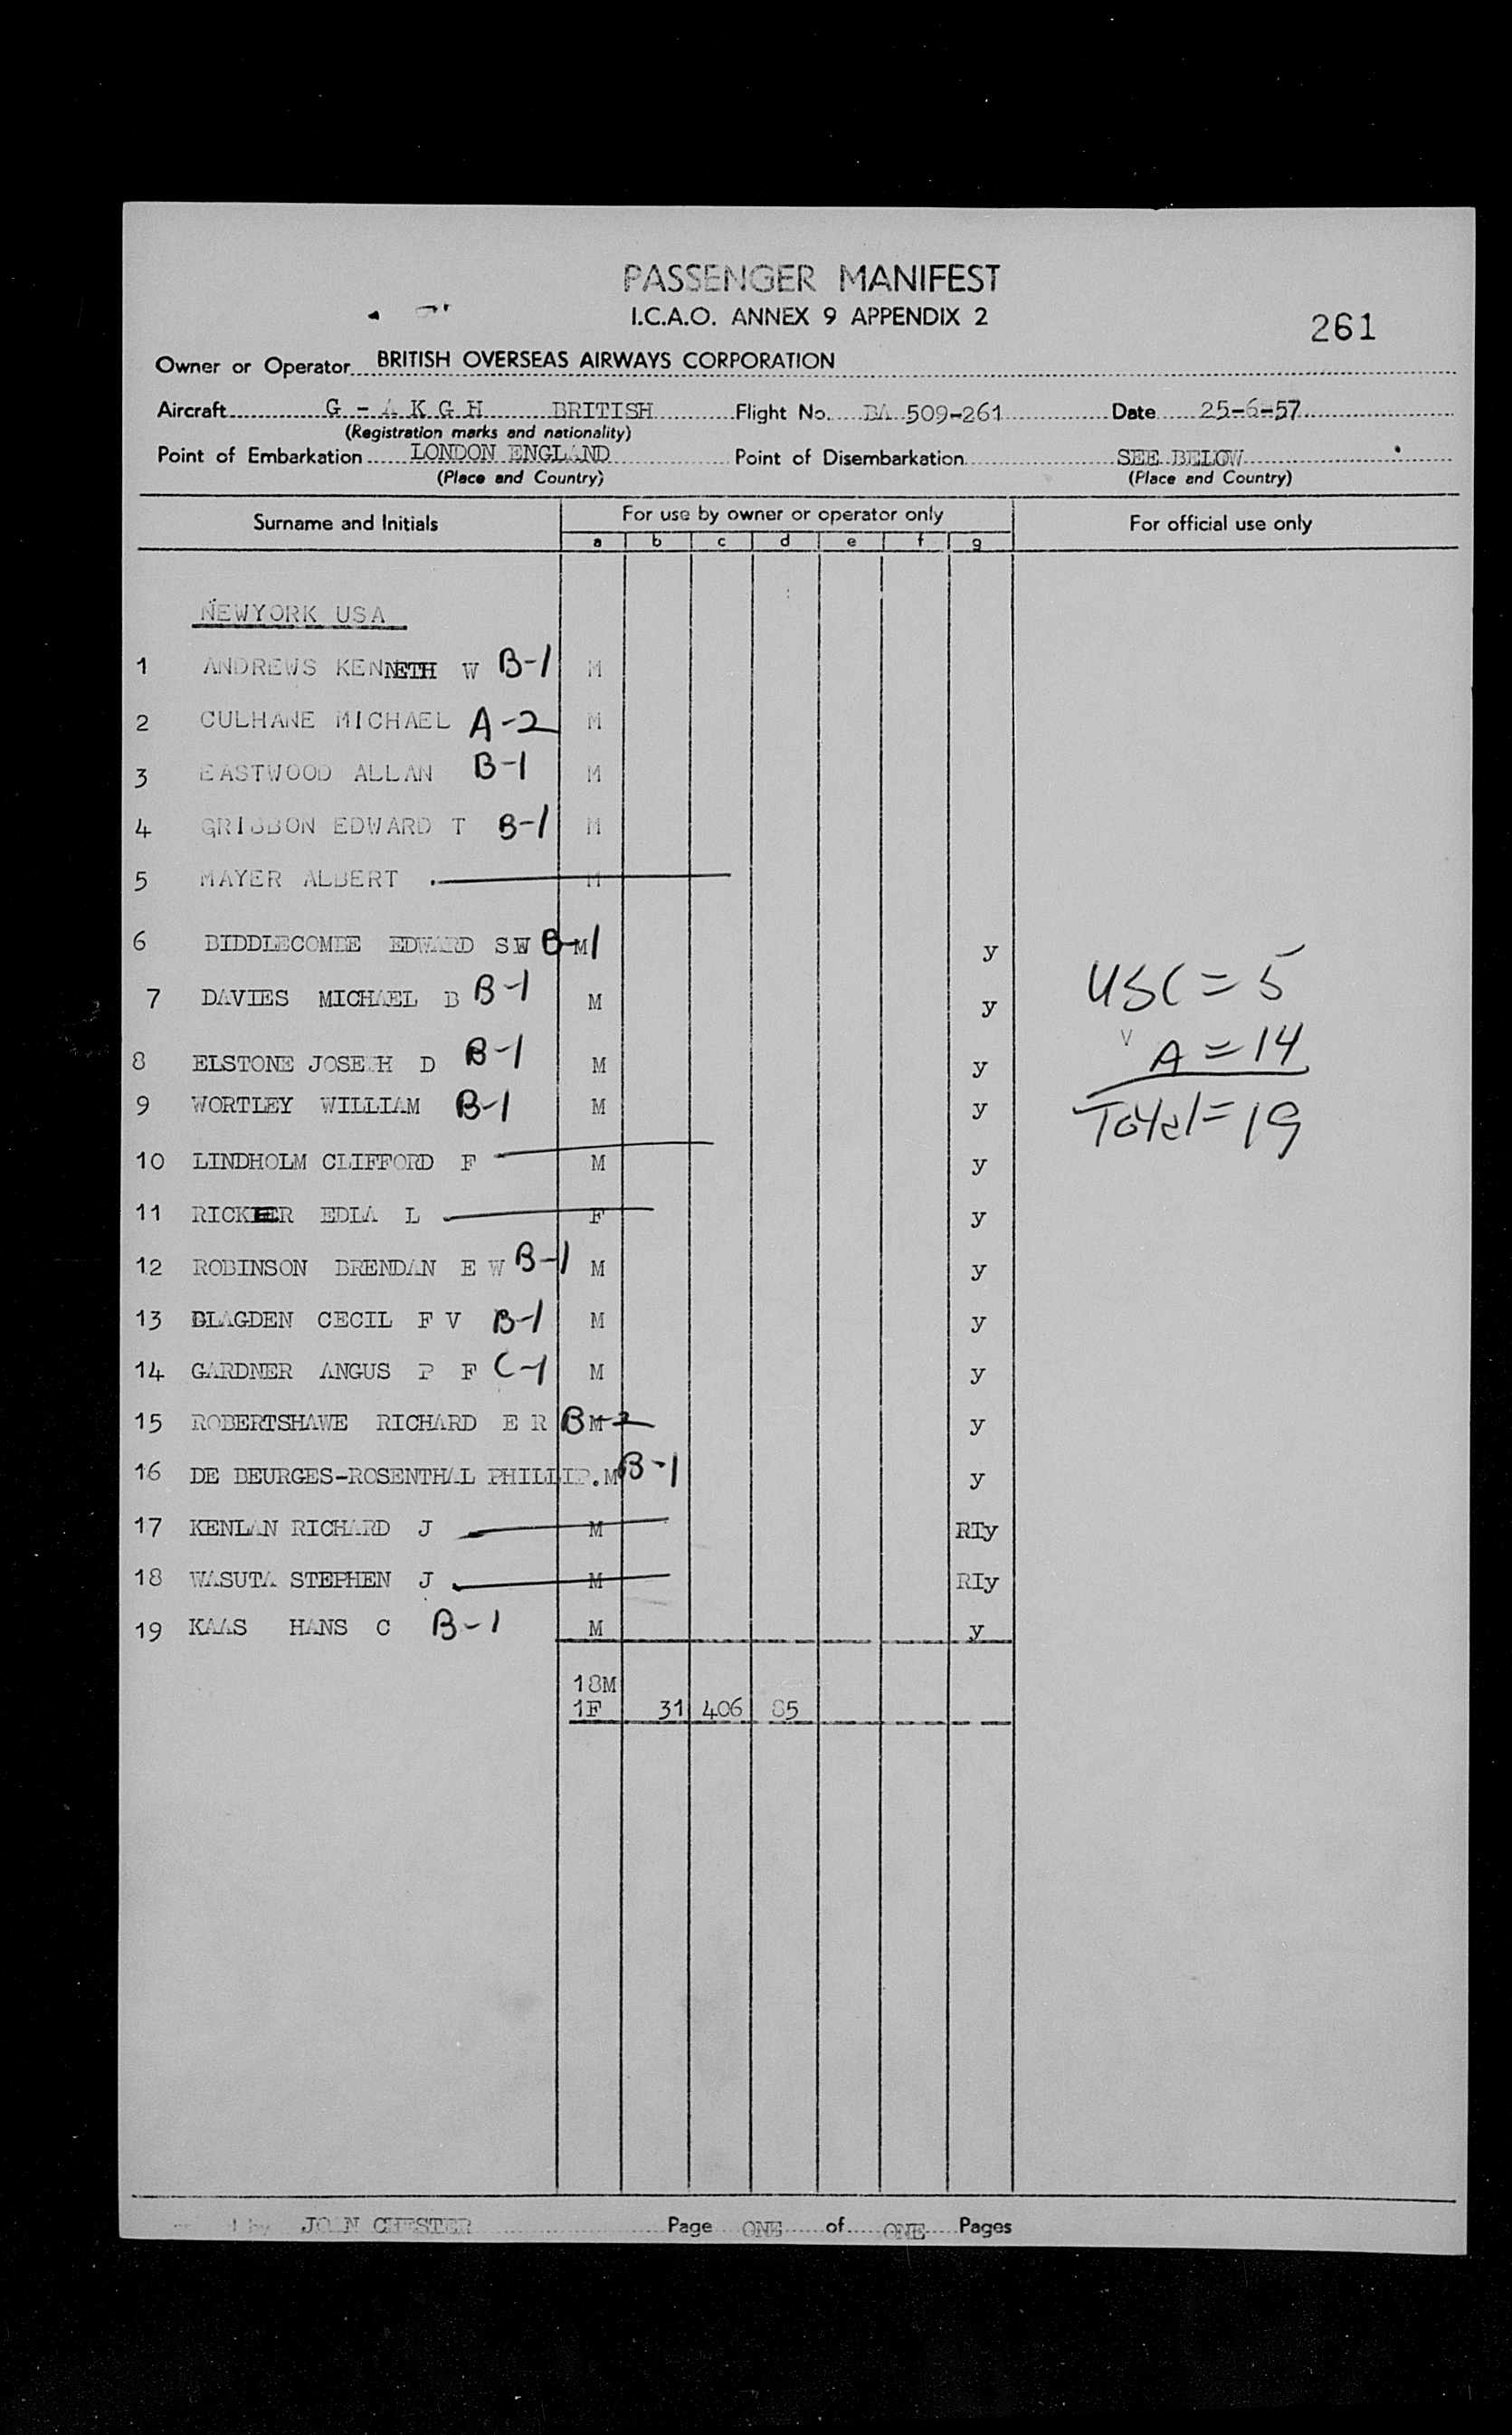 PASSENGER MANIFEST
I.C.A.O. ANNEX 9 APPENDIX 2
261
Owner or Operator BRITISH OVERSEAS AIRWAYS CORPORATION
Aircraft G - A K G H BRITISH Flight No. BA 509-261 Date 25-6-57
(Registration marks and nationality)
Point of Embarkation LONDON ENGLAND Point of Disembarkation SEE BELOW
(Place and Country) (Place and Country)
Surname and Initials For use by owner or operator only For official use only
a b c d e f g
NEWYORK USA
1 ANDREWS KENNETH W B-1 M
2 CULHANE MICHAEL A-2 M
3 EASTWOOD ALLAN B-1 M
4 GRIBBON EDWARD T B-1 M
5 MAYER ALBERT M
6 BIDDLECOMBE EDWARD S W B-1 M y
7 DAVIES MICHAEL B B-1 M y
USC = 5
8 ELSTONE JOSEPH D B-1 M y
A = 14
9 WORTLEY WILLIAM B-1 M y
Total = 19
10 LINDHOLM CLIFFORD F M y
11 RICKER EDLA L F y
12 ROBINSON BRENDAN E W B-1 M y
13 BLAGDEN CECIL F V B-1 M y
14 GARDNER ANGUS P F C-1 M y
15 ROBERTSHAWE RICHARD E R B-2 M y
16 DE BEURGES-ROSENTHAL PHILLIP. M B-1 y
17 KENLAN RICHARD J M RIy
18 WASUTA STEPHEN J M RIy
19 KAAS HANS C B-1 M y
18M
1F 31 406 85
by JOAN CHESTER Page ONE of ONE Pages